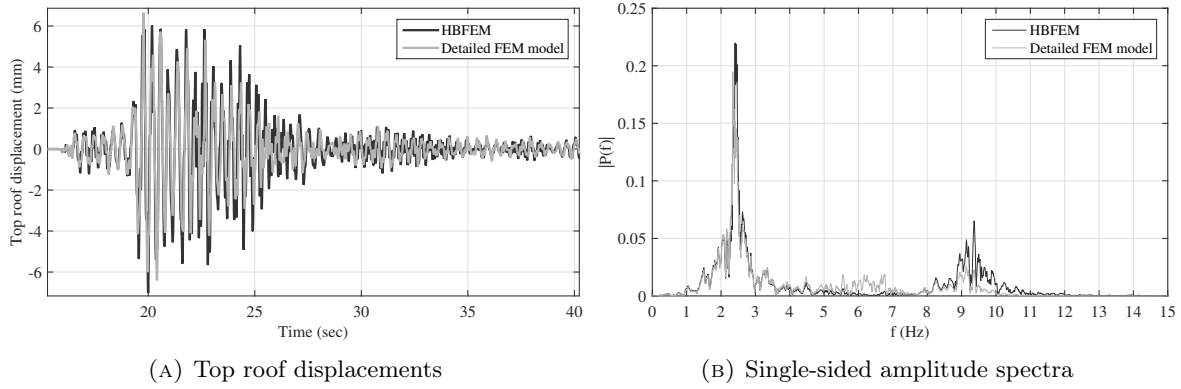 Top roof displacement (mm)
6
4
2
0
-2
-4
-6
HBFEM
Detailed FEM model
20
25
30
35
40
Time (sec)
(A) Top roof displacements
|P(f)|
0.25
0.2
0.15
0.1
0.05
0
HBFEM
Detailed FEM model
0 1 2 3 4 5 6 7 8 9 10 11 12 13 14 15
f (Hz)
(B) Single-sided amplitude spectra